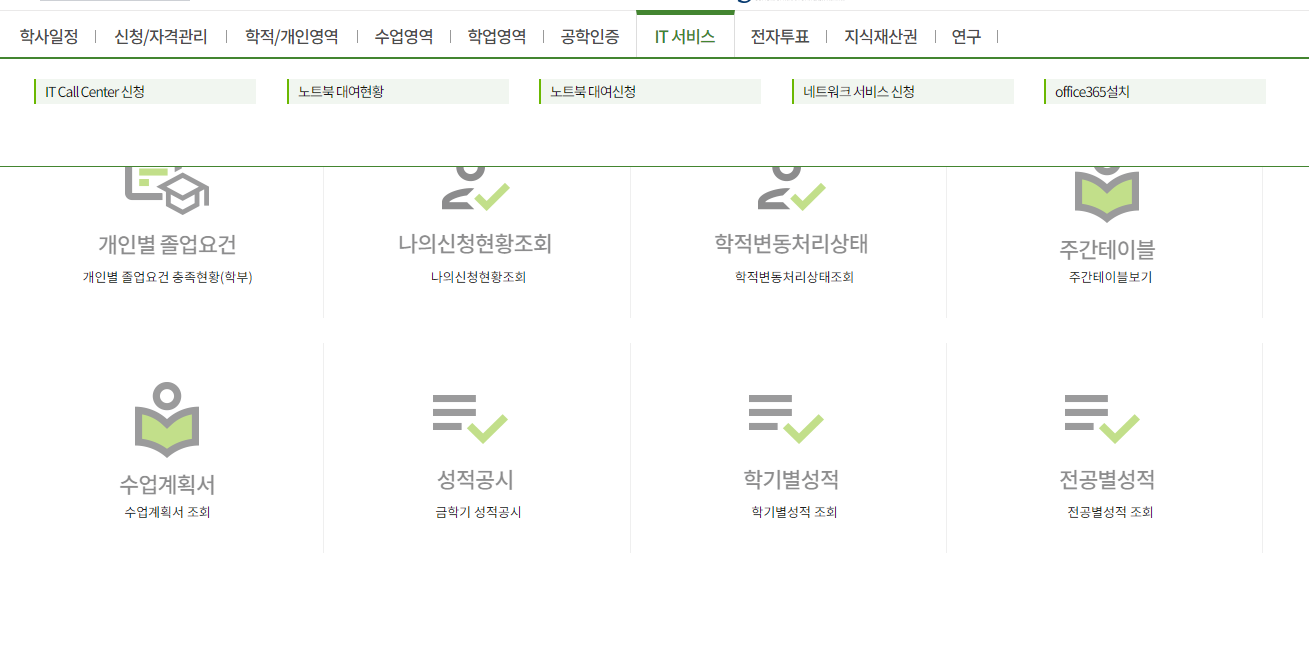 학사일정 | 신청/자격관리 | 학적/개인영역 | 수업영역 | 학업영역 | 공학인증 IT 서비스 전자투표 | 지식재산권 | 연구 |
IT Call Center 신청 노트북 대여현황 노트북 대여신청 네트워크 서비스 신청 office365설치
개인별 졸업요건 나의신청현황조회 학적변동처리상태 주간테이블
개인별 졸업요건 충족현황(학부) 나의신청현황조회 학적변동처리상태조회 주간테이블보기
수업계획서 성적공시 학기별성적 전공별성적
수업계획서 조회 금학기 성적공시 학기별성적 조회 전공별성적 조회